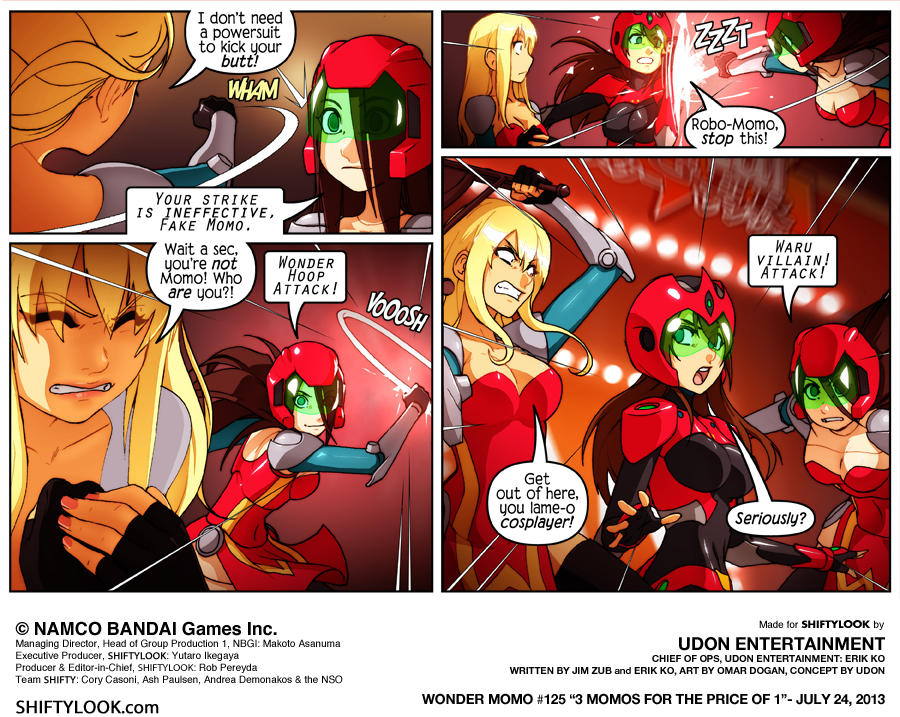 I don't need
a powersuit
to kick your
butt!
WHAM
YOUR STRIKE
IS INEFFECTIVE,
FAKE MOMO.
Wait a sec,
you're not
Momo! Who
are you?!
WONDER
HOOP
ATTACK!
YOOOSH
ZZZT
Robo-Momo,
stop this!
WARU
VILLAIN!
ATTACK!
Get
out of here,
you lame-o
cosplayer!
Seriously?
© NAMCO BANDAI Games Inc.
Managing Director, Head of Group Production 1, NBGI: Makoto Asanuma
Executive Producer, SHIFTYLOOK: Yutaro Ikegaya
Producer & Editor-in-Chief, SHIFTYLOOK: Rob Pereyda
Team SHIFTY: Cory Casoni, Ash Paulsen, Andrea Demonakos & the NSO
SHIFTYLOOK.com
Made for SHIFTYLOOK by
UDON ENTERTAINMENT
CHIEF OF OPS, UDON ENTERTAINMENT: ERIK KO
WRITTEN BY JIM ZUB and ERIK KO, ART BY OMAR DOGAN, CONCEPT BY UDON
WONDER MOMO #125 “3 MOMOS FOR THE PRICE OF 1”- JULY 24, 2013